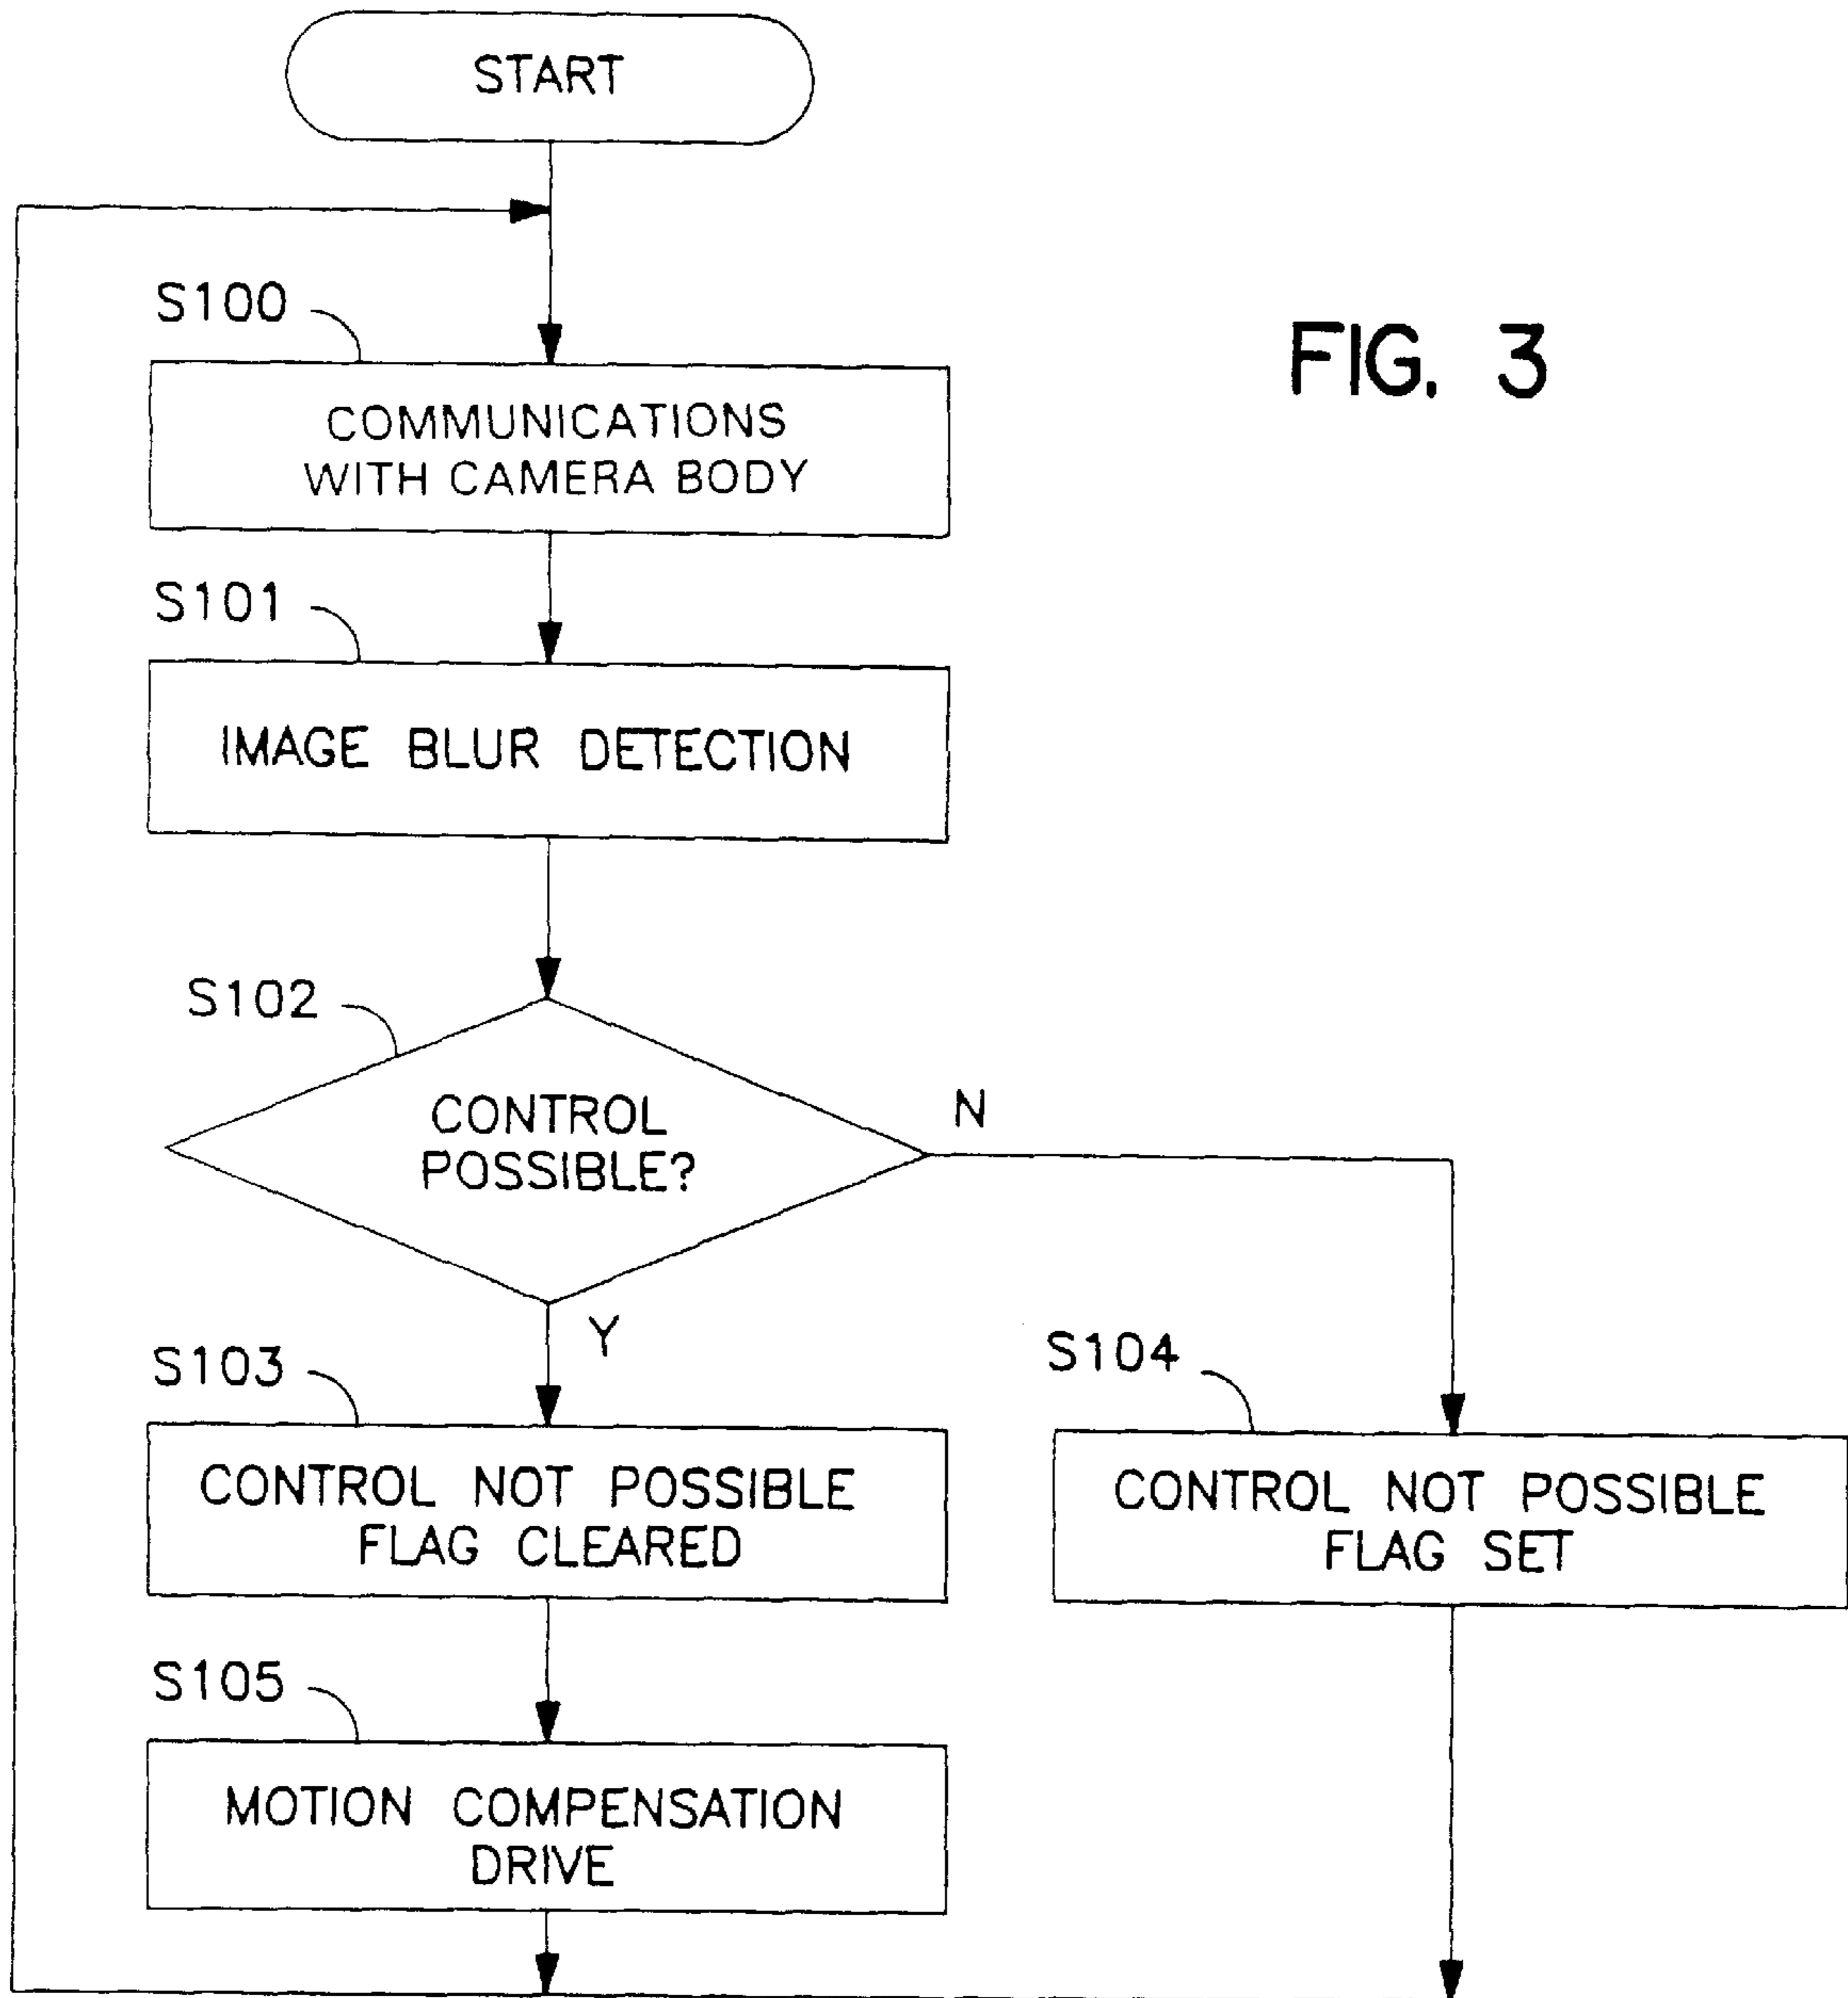 START
FIG. 3
S100
COMMUNICATIONS
WITH CAMERA BODY
S101
IMAGE BLUR DETECTION
S102
CONTROL
POSSIBLE?
N
Y
S103
CONTROL NOT POSSIBLE
FLAG CLEARED
S104
CONTROL NOT POSSIBLE
FLAG SET
S105
MOTION COMPENSATION
DRIVE